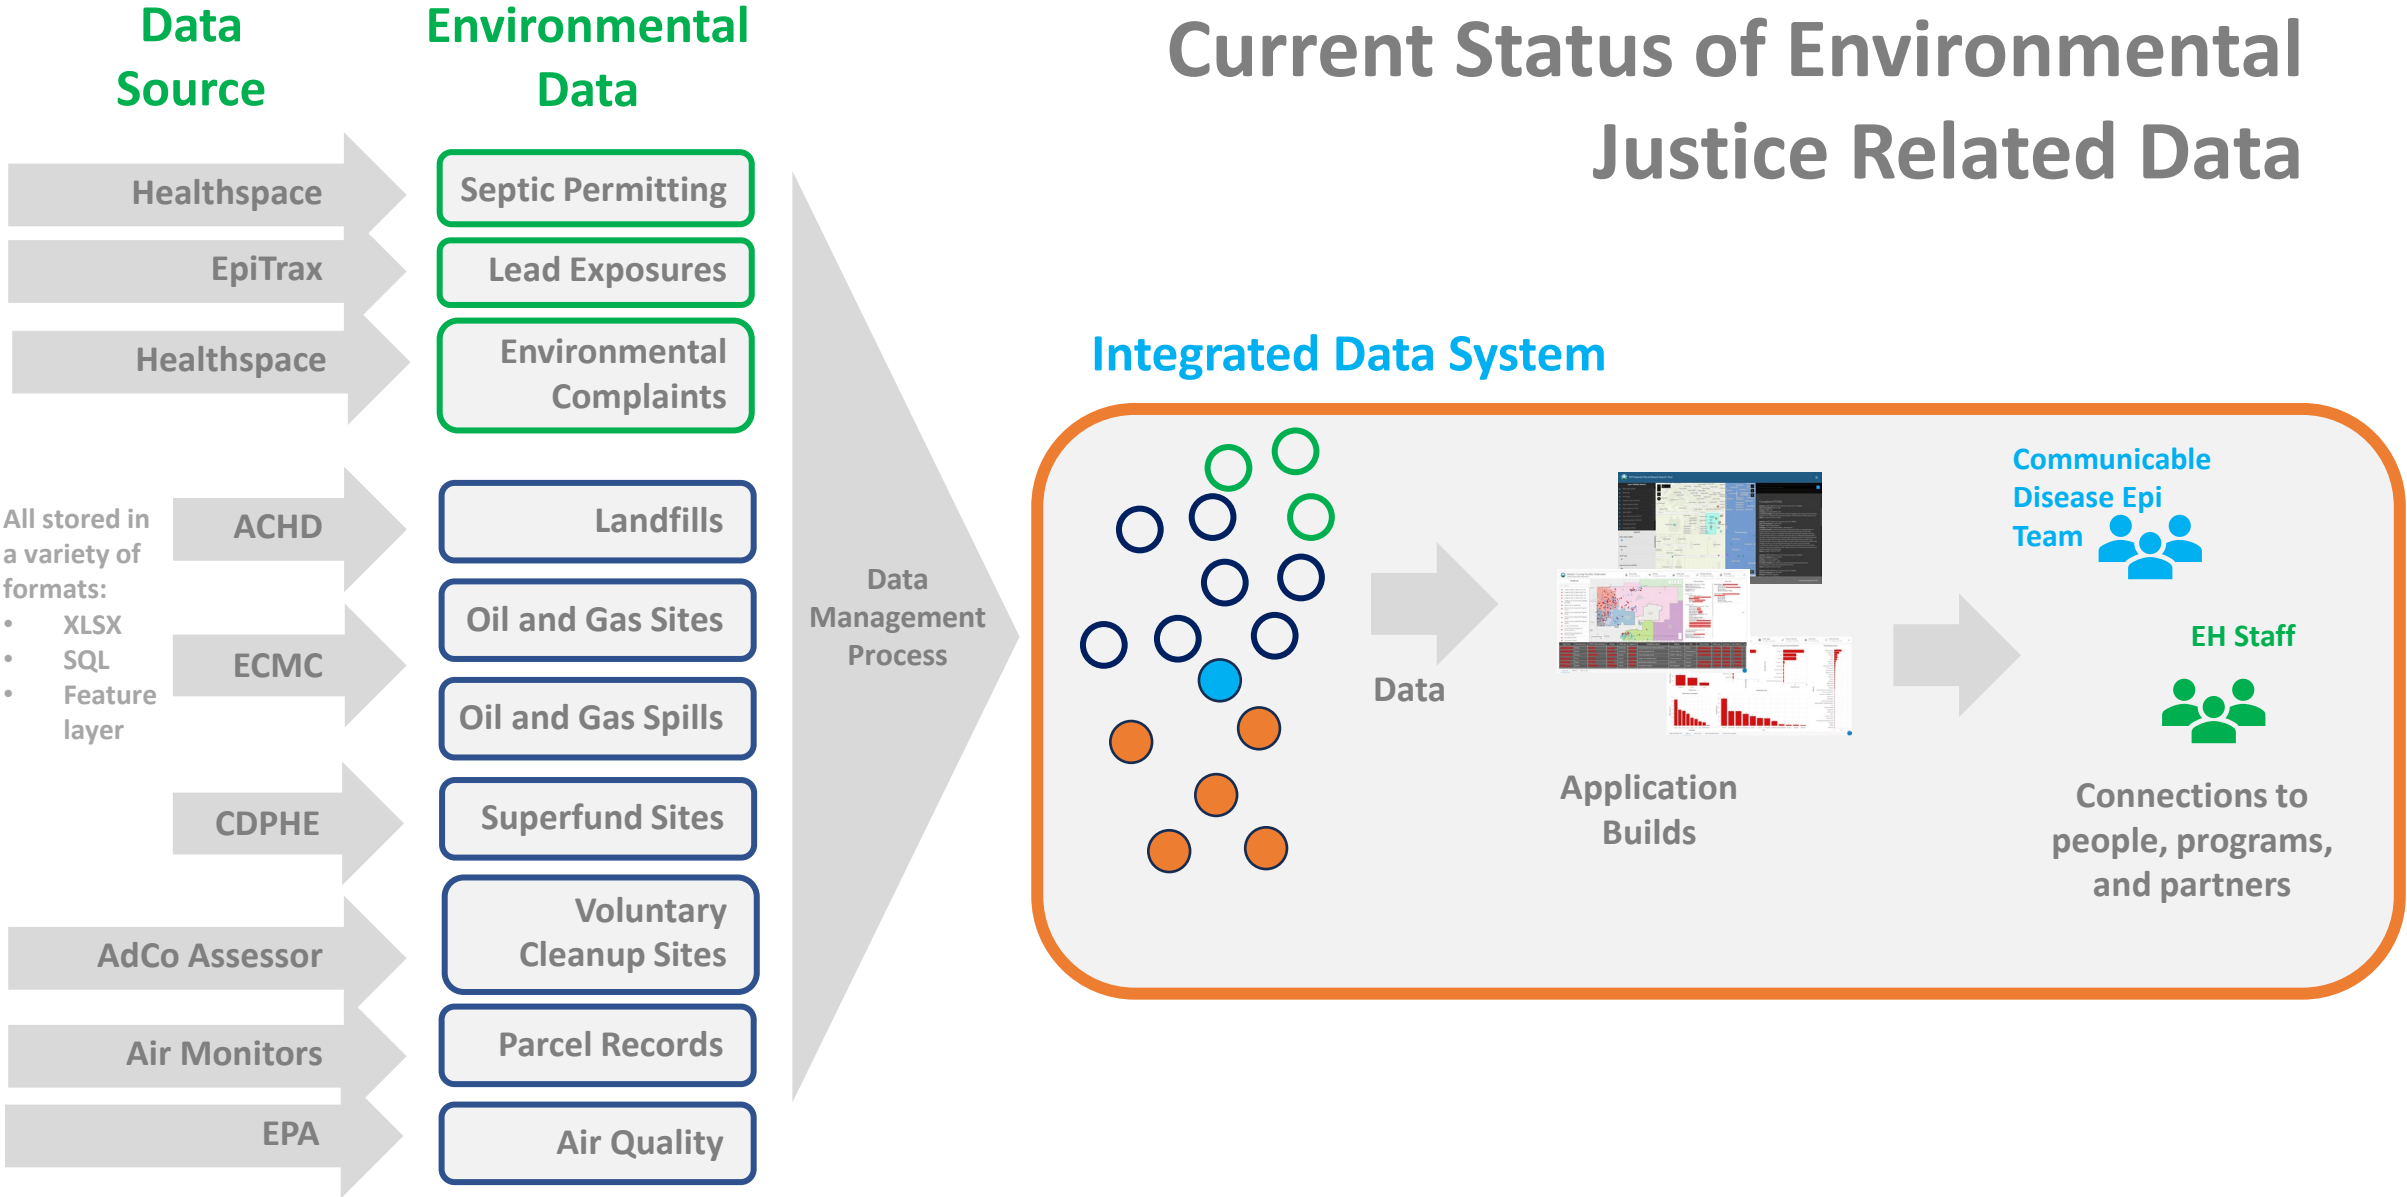 Data
Source
Environmental
Data
Current Status of Environmental
Justice Related Data
Healthspace
Septic Permitting
EpiTrax
Lead Exposures
Healthspace
Environmental
Complaints
All stored in
a variety of
formats:
• XLSX
• SQL
• Feature
layer
ACHD
Landfills
ECMC
Oil and Gas Sites
Oil and Gas Spills
CDPHE
Superfund Sites
Voluntary
Cleanup Sites
AdCo Assessor
Air Monitors
Parcel Records
EPA
Air Quality
Data
Management
Process
Integrated Data System
Data
Application
Builds
Communicable
Disease Epi
Team
EH Staff
Connections to
people, programs,
and partners